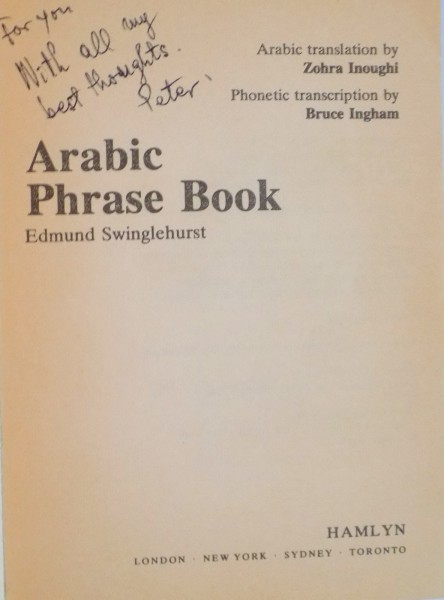 For you
With all my
best thoughts.
Peter
Arabic translation by
Zohra Inoughi
Phonetic transcription by
Bruce Ingham
Arabic
Phrase Book
Edmund Swinglehurst
HAMLYN
LONDON · NEW YORK · SYDNEY · TORONTO